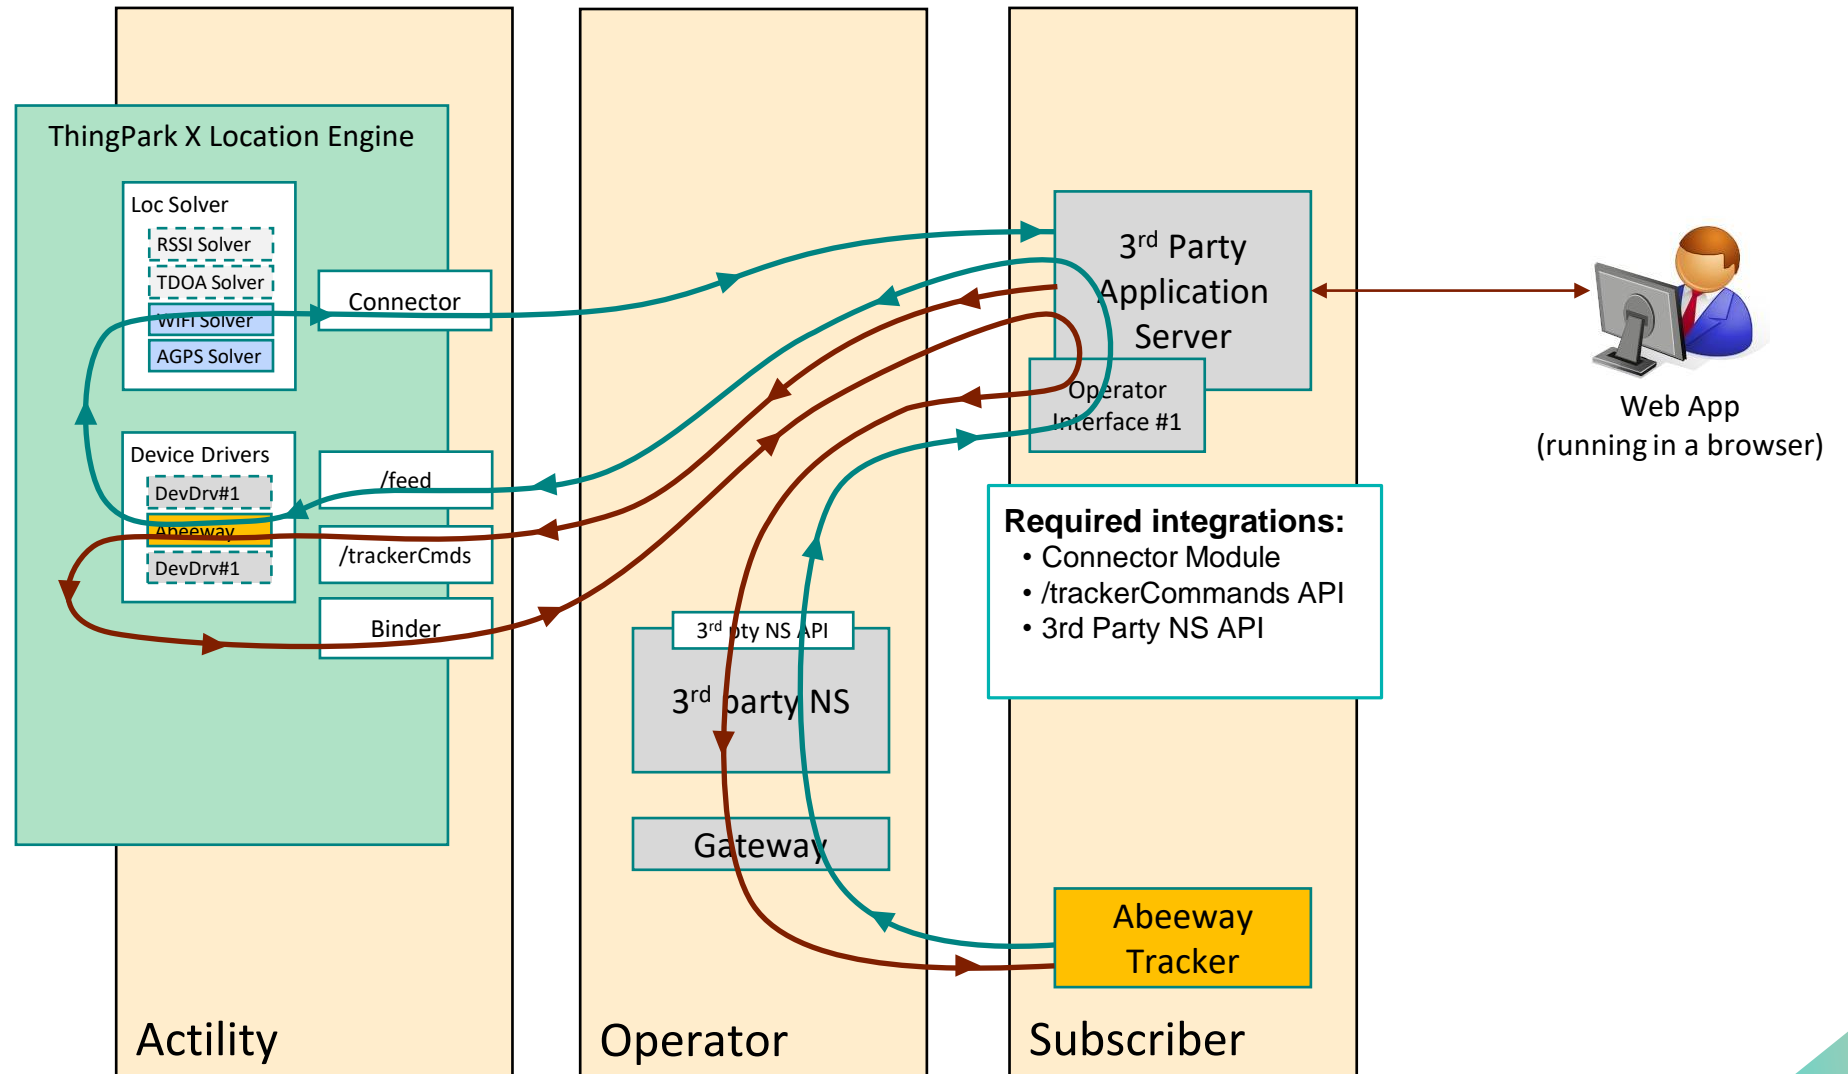 ThingPark X Location Engine
Loc Solver
RSSI Solver
TDOA Solver
WIFI Solver
AGPS Solver
Connector
Device Drivers
DevDrv#1
Abeeway
DevDrv#1
/feed
/trackerCmds
Binder
Actility
3rd pty NS API
3rd party NS
Gateway
Operator
3rd Party
Application
Server
Operator
Interface #1
Required integrations:
• Connector Module
• /trackerCommands API
• 3rd Party NS API
Abeeway
Tracker
Subscriber
Web App
(running in a browser)